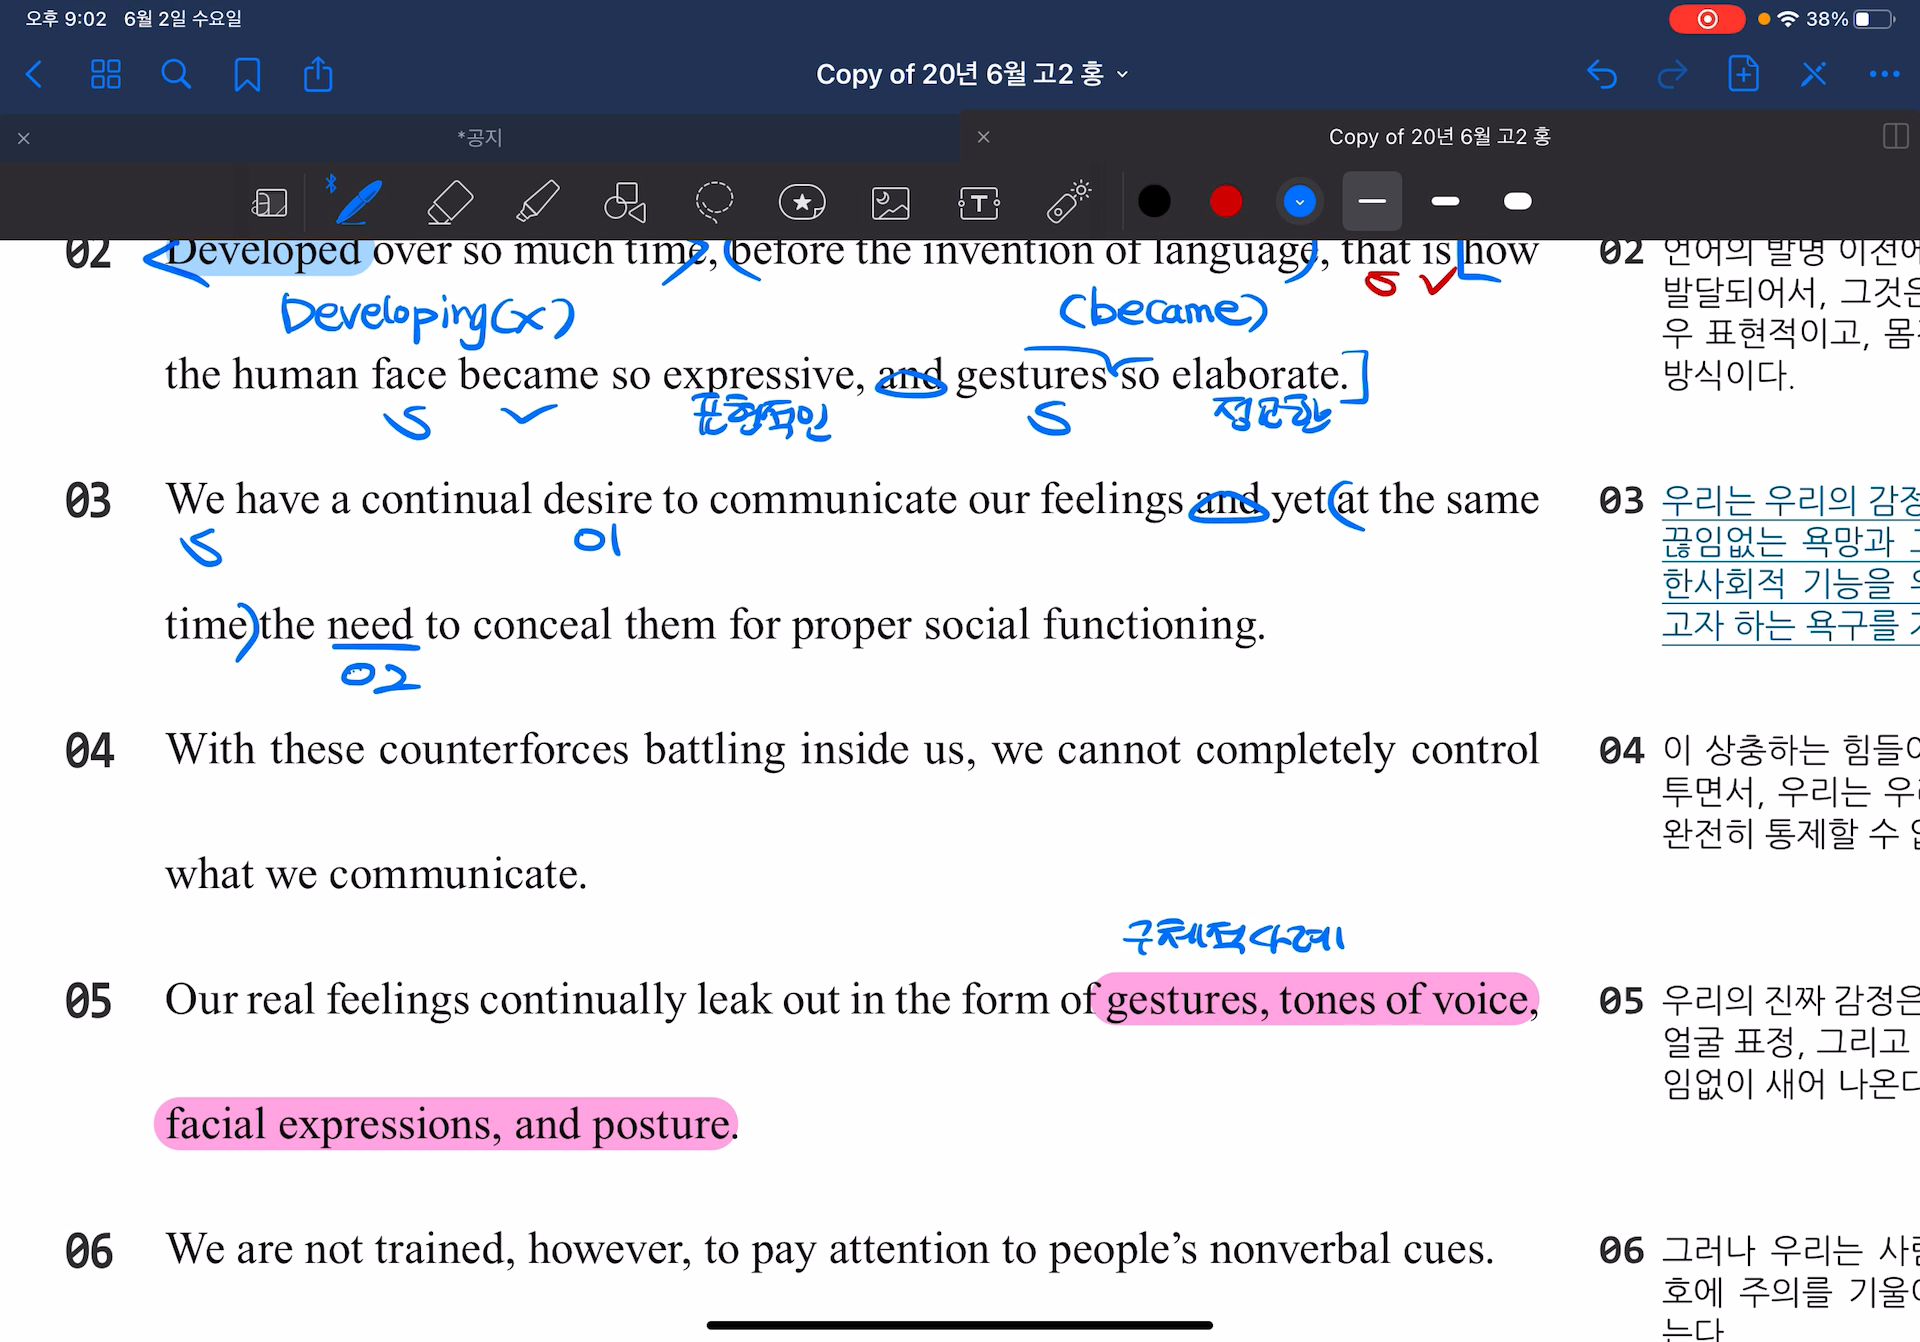 오후 9:02 6월 2일 수요일
38%
Copy of 20년 6월 고2 홍
*공지
Copy of 20년 6월 고2 홍
02 Developed over so much time, (before the invention of language), that is [how
S
Developing(x)
(became)
the human face became so expressive, and gestures so elaborate.]
S
표현적인
S
정교한
03 We have a continual desire to communicate our feelings and yet (at the same
S
01
time) the need to conceal them for proper social functioning.
02
04 With these counterforces battling inside us, we cannot completely control
what we communicate.
구체적 사례
05 Our real feelings continually leak out in the form of gestures, tones of voice,
facial expressions, and posture.
06 We are not trained, however, to pay attention to people's nonverbal cues.
02 언어의 발명 이전에
발달되어서, 그것은
우 표현적이고, 몸
방식이다.
03 우리는 우리의 감정
끊임없는 욕망과
한사회적 기능을
고자 하는 욕구를
04 이 상충하는 힘들이
투면서, 우리는
완전히 통제할 수
05 우리의 진짜 감정은
얼굴 표정, 그리고
임없이 새어 나온다
06 그러나 우리는
호에 주의를 기울
는다